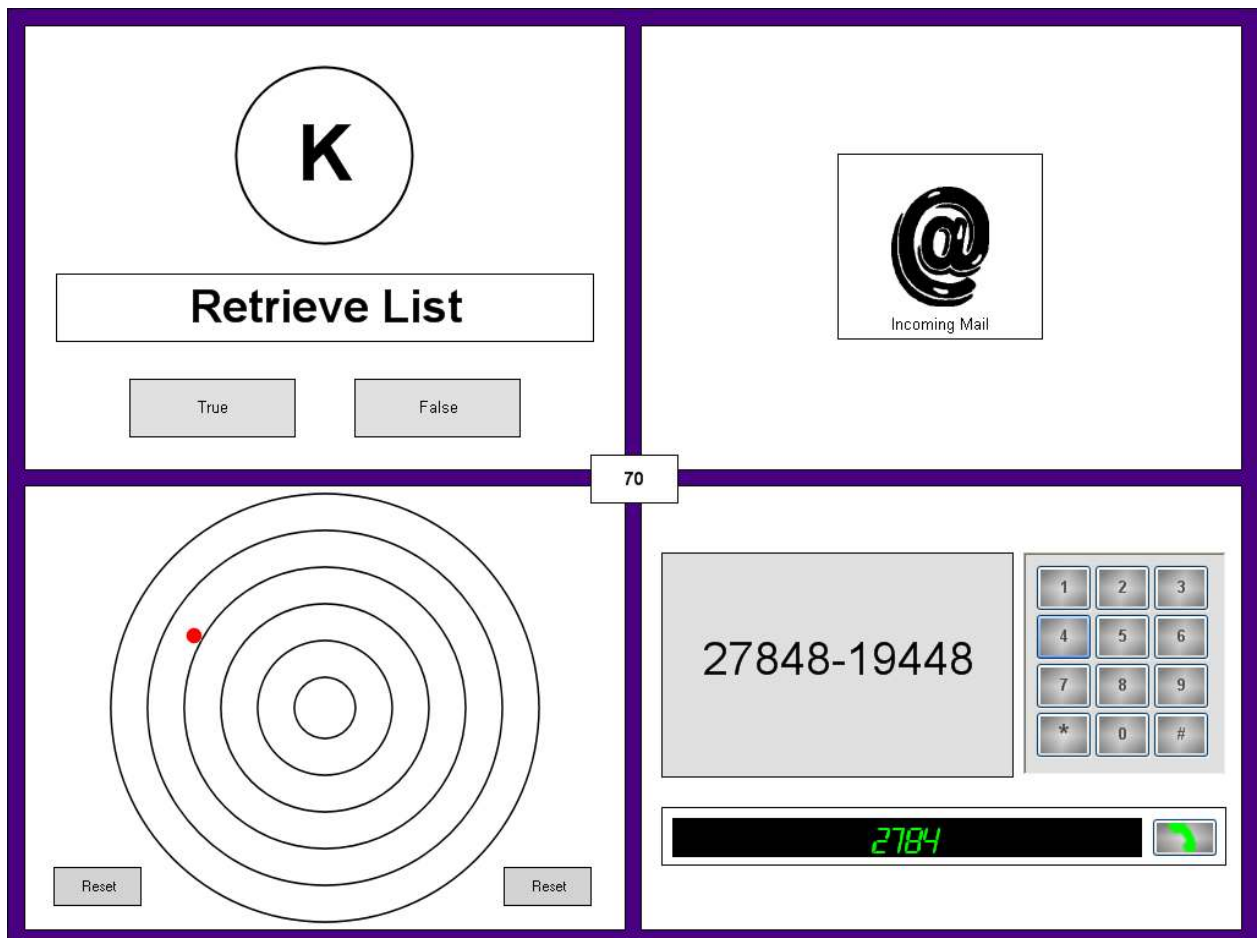 K
Retrieve List
True
False
@
Incoming Mail
70
Reset
Reset
27848-19448
1 2 3
4 5 6
7 8 9
* 0 #
2784